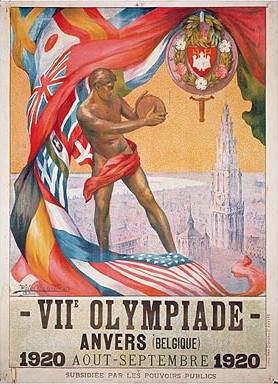 - VIIᴱ OLYMPIADE -
ANVERS (BELGIQUE)
1920 AOUT-SEPTEMBRE 1920
SUBSIDIÉE PAR LES POUVOIRS PUBLICS